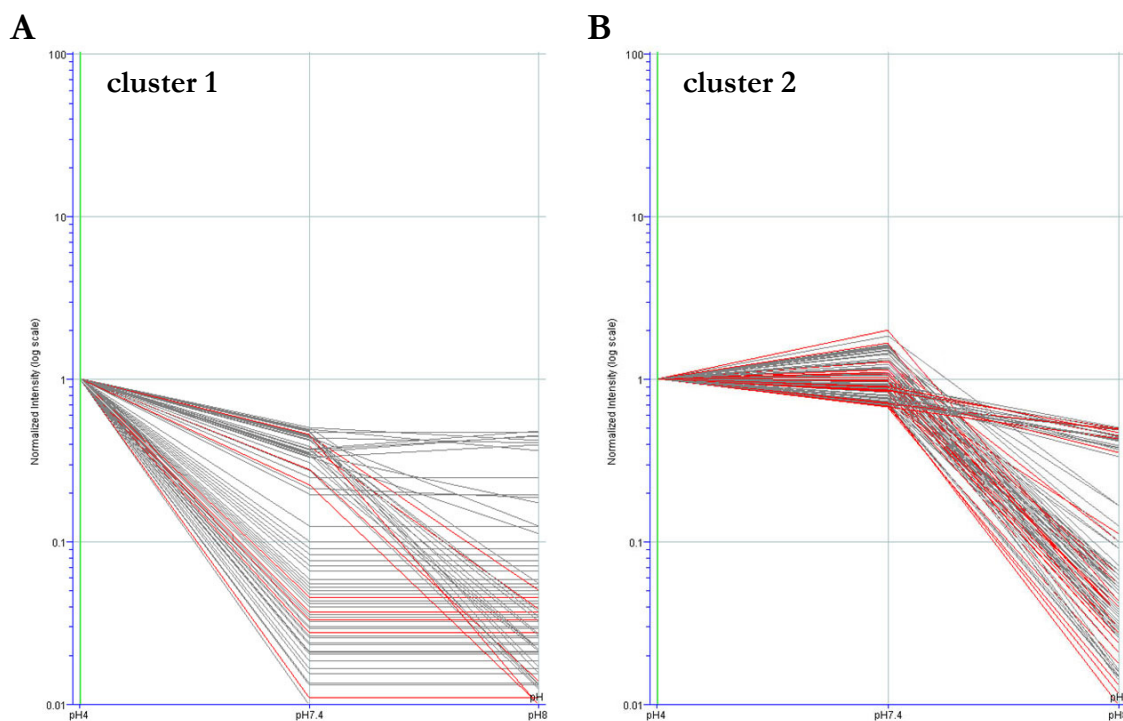 A
B
cluster 1
cluster 2
100
10
1
0.1
0.01
Normalized Intensity (log scale)
pH4
pH7.4
pH8
pH
100
10
1
0.1
0.01
Normalized Intensity (log scale)
pH4
pH7.4
pH